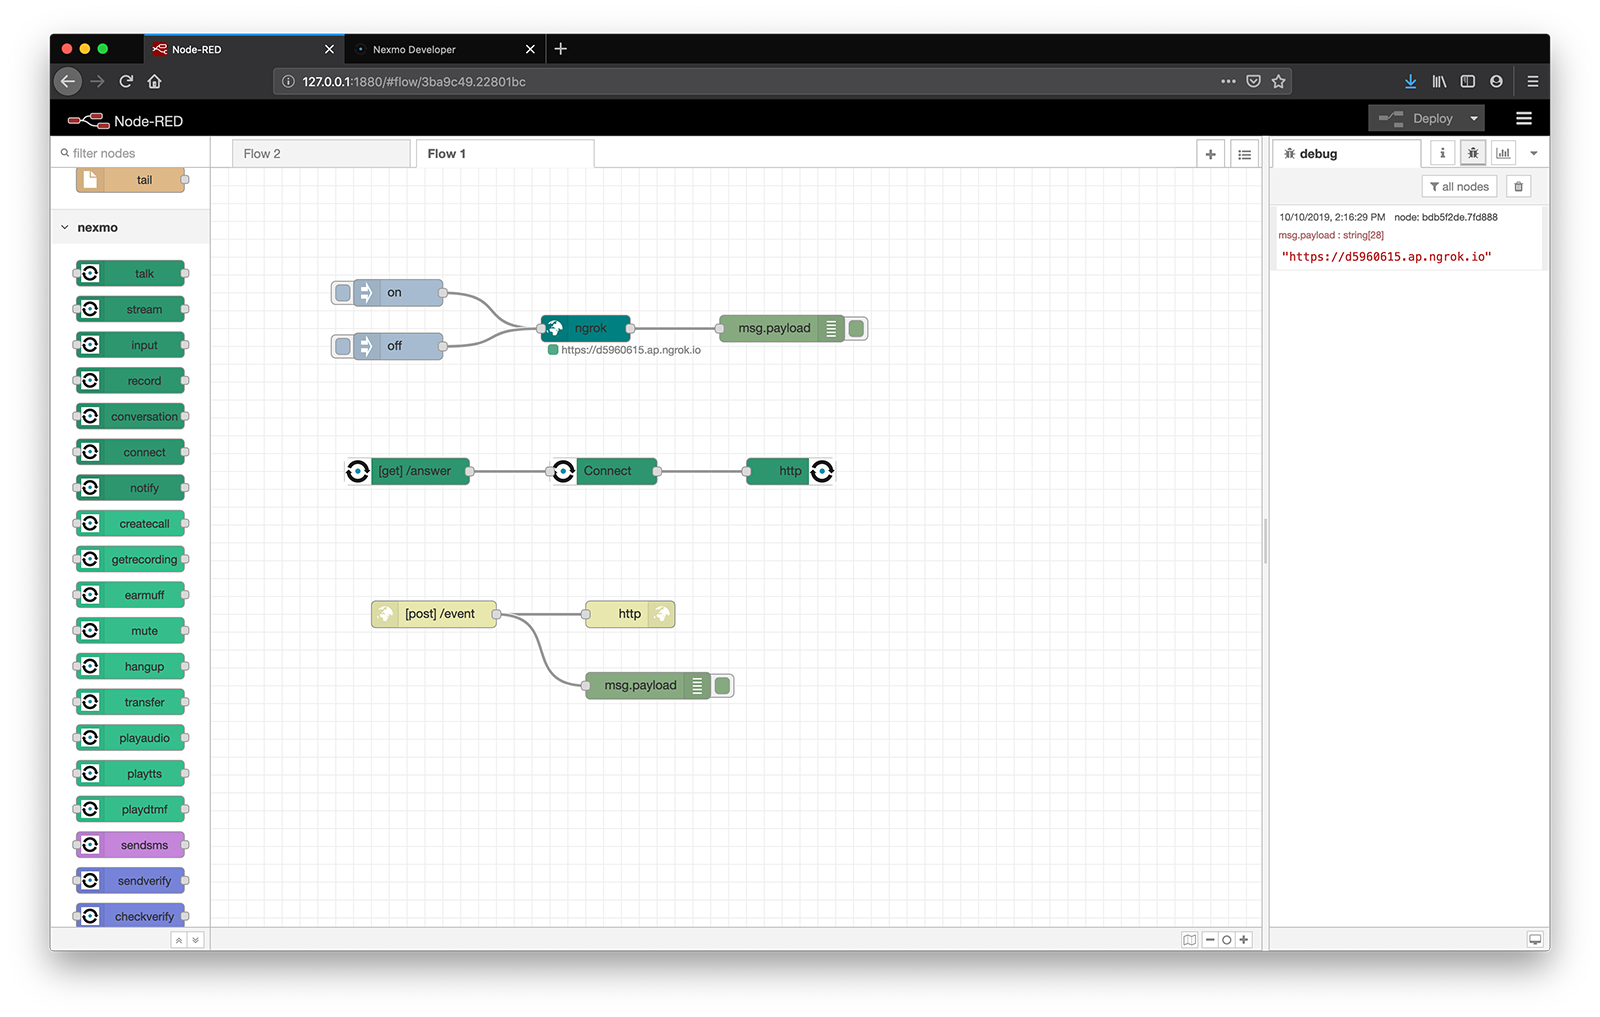 Node-RED
Nexmo Developer
127.0.0.1:1880/#flow/3ba9c49.22801bc
Node-RED
Deploy
filter nodes
Flow 2
Flow 1
debug
i
all nodes
tail
nexmo
talk
stream
input
record
conversation
connect
notify
createcall
getrecording
earmuff
mute
hangup
transfer
playaudio
playtts
playdtmf
sendsms
sendverify
checkverify
on
off
ngrok
https://d5960615.ap.ngrok.io
msg.payload
[get] /answer
Connect
http
[post] /event
http
msg.payload
10/10/2019, 2:16:29 PM node: bdb5f2de.7fd888
msg.payload : string[28]
"https://d5960615.ap.ngrok.io"